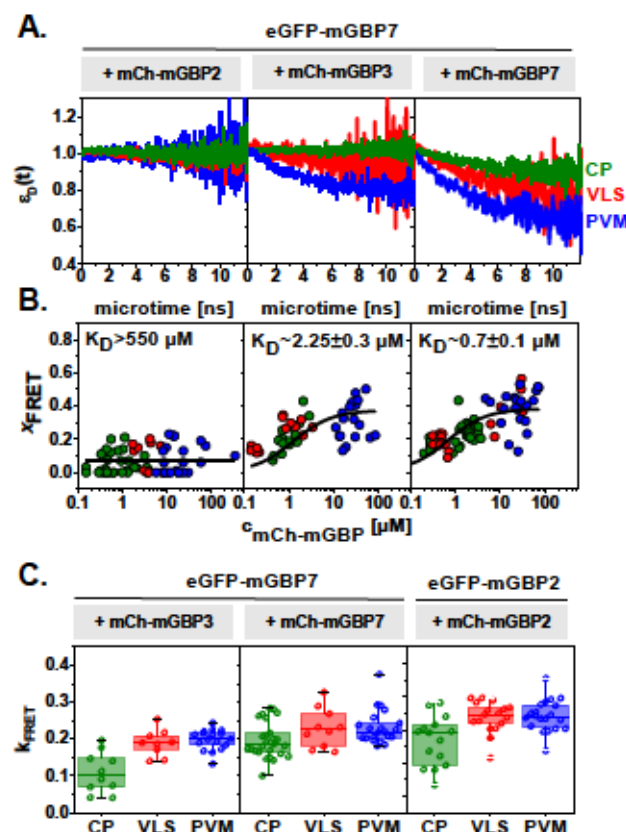 A.
eGFP-mGBP7
+ mCh-mGBP2 + mCh-mGBP3 + mCh-mGBP7
1.2
1.0
0.8
0.6
0.4
εD(t)
CP
VLS
PVM
0 2 4 6 8 10 0 2 4 6 8 10 0 2 4 6 8 10
microtime [ns] microtime [ns] microtime [ns]
B.
0.8
0.6
0.4
0.2
0.0
xFRET
KD>550 µM KD~2.25±0.3 µM KD~0.7±0.1 µM
0.1 1 10 100 0.1 1 10 100 0.1 1 10 100
cmCh-mGBP [µM]
C.
eGFP-mGBP7 eGFP-mGBP2
+ mCh-mGBP3 + mCh-mGBP7 + mCh-mGBP2
0.4
0.3
0.2
0.1
0.0
kFRET
CP VLS PVM CP VLS PVM CP VLS PVM